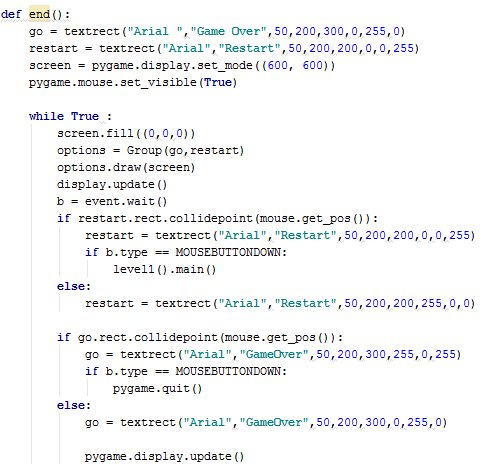 def end():
    go = textrect("Arial ","Game Over",50,200,300,0,255,0)
    restart = textrect("Arial","Restart",50,200,200,0,0,255)
    screen = pygame.display.set_mode((600, 600))
    pygame.mouse.set_visible(True)

    while True :
        screen.fill((0,0,0))
        options = Group(go,restart)
        options.draw(screen)
        display.update()
        b = event.wait()
        if restart.rect.collidepoint(mouse.get_pos()):
            restart = textrect("Arial","Restart",50,200,200,0,0,255)
            if b.type == MOUSEBUTTONDOWN:
                level1().main()
        else:
            restart = textrect("Arial","Restart",50,200,200,255,0,0)

        if go.rect.collidepoint(mouse.get_pos()):
            go = textrect("Arial","GameOver",50,200,300,255,0,255)
            if b.type == MOUSEBUTTONDOWN:
                pygame.quit()
        else:
            go = textrect("Arial","GameOver",50,200,300,0,255,0)

            pygame.display.update()